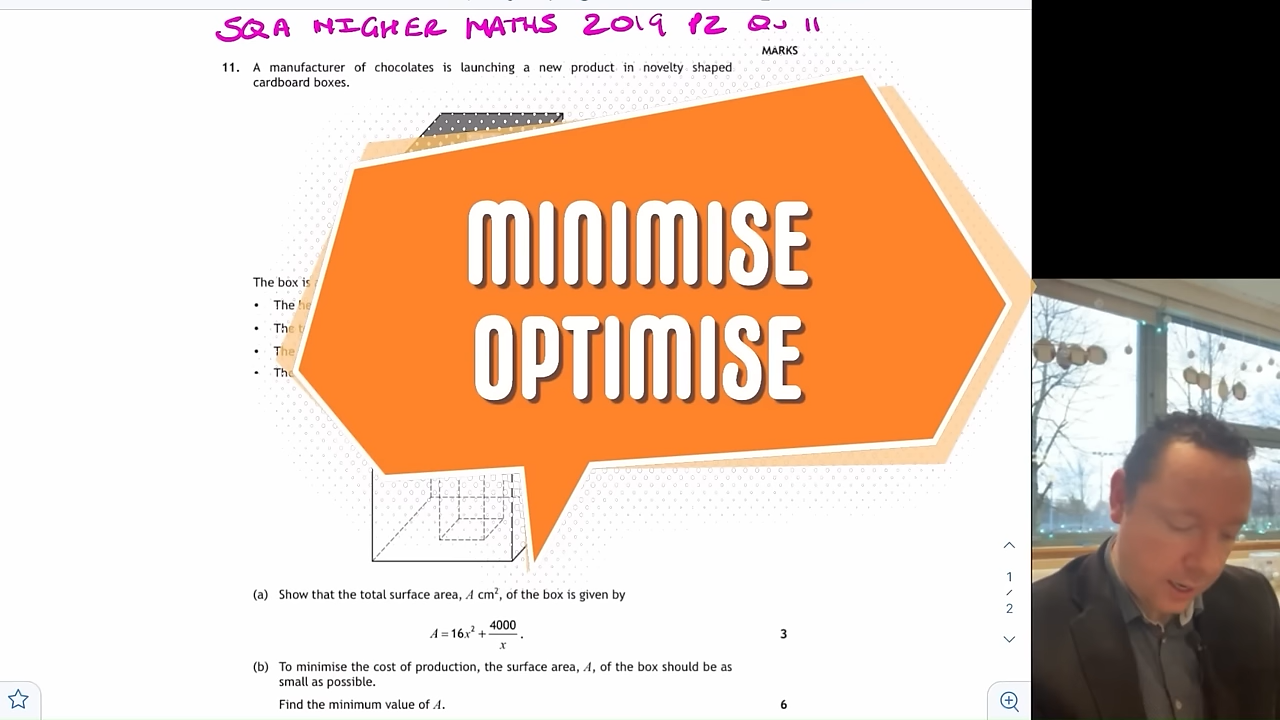 SQA HIGHER MATHS 2019 P2 Qu 11
MARKS
11. A manufacturer of chocolates is launching a new product in novelty shaped
cardboard boxes.
MINIMISE
OPTIMISE
The box is
• The
• The
• The
• The
(a) Show that the total surface area, A cm², of the box is given by
A = 16x² + 4000/x .
3
(b) To minimise the cost of production, the surface area, A, of the box should be as
small as possible.
Find the minimum value of A.
6
1
/
2